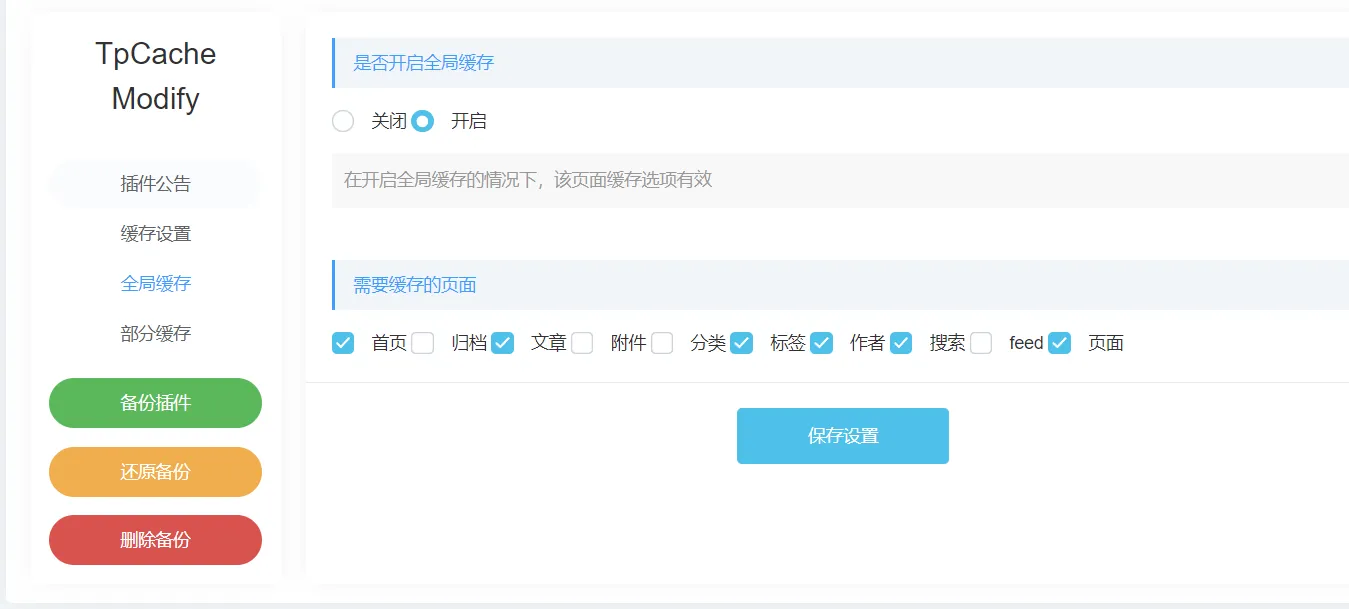 TpCache
Modify
插件公告
缓存设置
全局缓存
部分缓存
备份插件
还原备份
删除备份
是否开启全局缓存
关闭 开启
在开启全局缓存的情况下，该页面缓存选项有效
需要缓存的页面
首页 归档 文章 附件 分类 标签 作者 搜索 feed 页面
保存设置